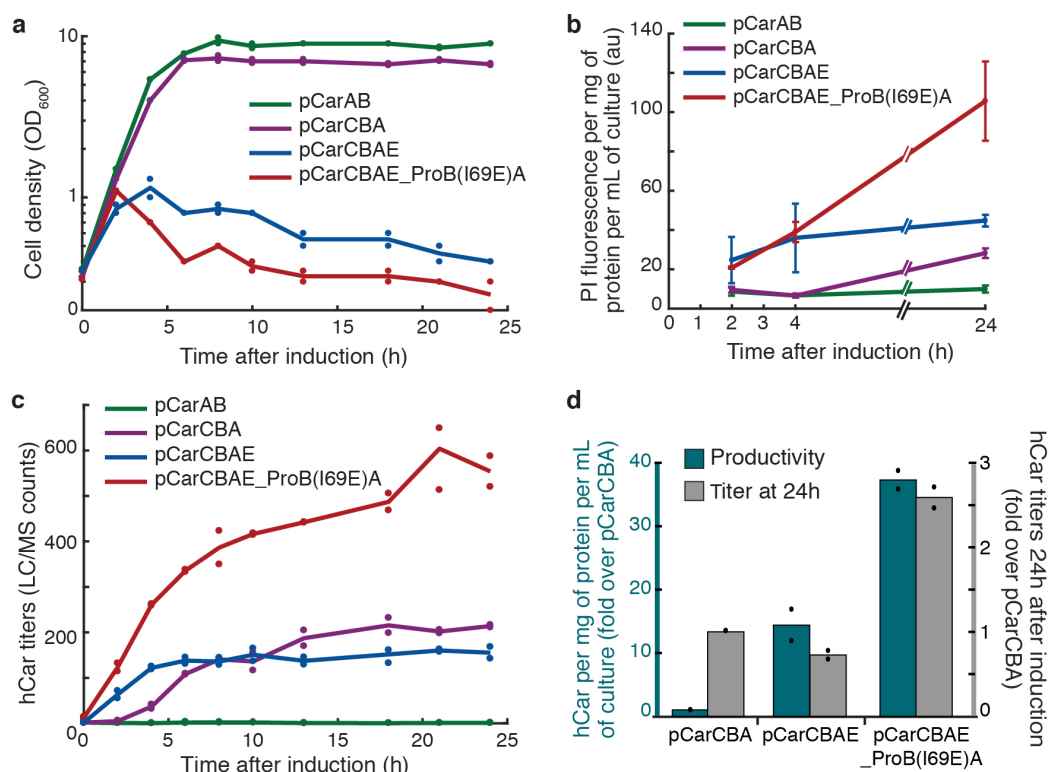 a
Cell density (OD600)
10
1
0
0
5
10
15
20
25
Time after induction (h)
pCarAB
pCarCBA
pCarCBAE
pCarCBAE_ProB(I69E)A
b
PI fluorescence per mg of
protein per mL of culture (au)
140
100
60
20
0
0
1
2
3
4
24
Time after induction (h)
pCarAB
pCarCBA
pCarCBAE
pCarCBAE_ProB(I69E)A
c
hCar titers (LC/MS counts)
600
400
200
0
0
5
10
15
20
25
Time after induction (h)
pCarAB
pCarCBA
pCarCBAE
pCarCBAE_ProB(I69E)A
d
hCar per mg of protein per mL
of culture (fold over pCarCBA)
40
30
20
10
0
Productivity
Titer at 24h
3
2
1
0
hCar titers 24h after induction
(fold over pCarCBA)
pCarCBA
pCarCBAE
pCarCBAE
_ProB(I69E)A